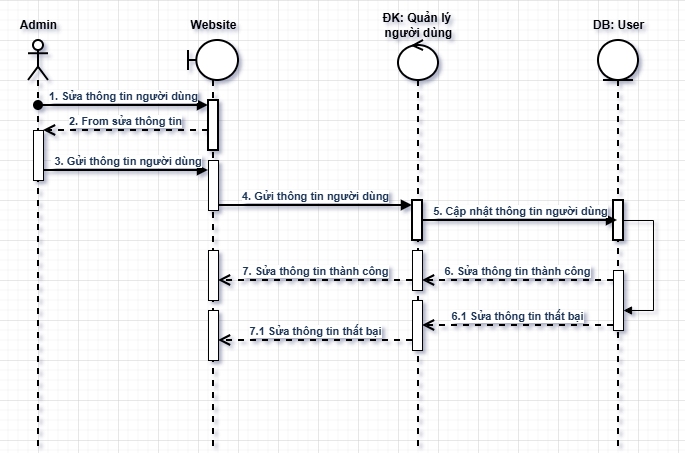 Admin
Website
ĐK: Quản lý
người dùng
DB: User
1. Sửa thông tin người dùng
2. From sửa thông tin
3. Gửi thông tin người dùng
4. Gửi thông tin người dùng
5. Cập nhật thông tin người dùng
7. Sửa thông tin thành công
6. Sửa thông tin thành công
6.1 Sửa thông tin thất bại
7.1 Sửa thông tin thất bại